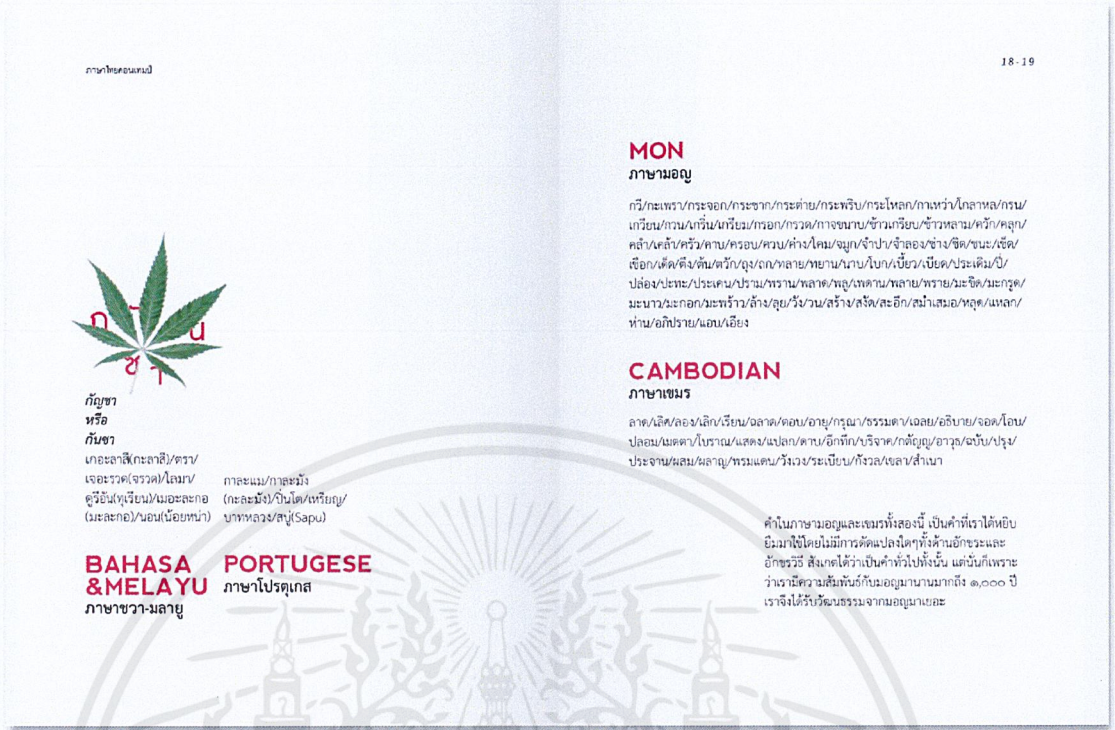 ภาษาไทยคอนเทมป์
ก ั น
ช า
กัญชา
หรือ
กันชา
เกอะลาสี(กะลาสี)/ตรา/
เจอะรวด(จรวด)/โลมา/
ดูรีอัน(ทุเรียน)/เมอะละกอ
(มะละกอ)/นอน(น้อยหน่า)
BAHASA
&MELAYU
ภาษาชวา-มลายู
กาละแม/กาละมัง
(กะละมัง)/ปิ่นโต/เหรียญ/
บาทหลวง/สบู่(Sapu)
PORTUGESE
ภาษาโปรตุเกส
18-19
MON
ภาษามอญ
กวี/กะเพรา/กระจอก/กระชาก/กระต่าย/กระพริบ/กระโหลก/กาเหว่า/โกลาหล/กรน/
เกวียน/กวน/เกริ่น/เกรียม/กรอก/กรวด/กาจขนาบ/ข้าวเกรียบ/ข้าวหลาม/ควัก/คลุก/
คลำ/เคล้า/ครัว/คาบ/ครอบ/ควบ/ค่าง/โคม/จมูก/จำปา/จำลอง/ช่าง/ชิด/ชนะ/เช็ด/
เชือก/เด็ด/ดึง/ต้น/ตวัก/ถุง/ถก/ทลาย/ทยาน/นาบ/โบก/เบี้ยว/เบียด/ประเดิม/ปี่/
ปล่อง/ปะทะ/ประเคน/ปราม/พราน/พลาด/พลู/เพดาน/พลาย/พราย/มะขิด/มะกรูด/
มะนาว/มะกอก/มะพร้าว/ล้าง/ลุย/วัง/วน/สร้าง/สงัด/สะอึก/สม่ำเสมอ/หลุด/แหลก/
ห่าน/อภิปราย/แอบ/เอียง
CAMBODIAN
ภาษาเขมร
ลาด/เลิศ/ลอง/เลิก/เรียน/ฉลาด/ตอบ/อายุ/กรุณา/ธรรมดา/เฉลย/อธิบาย/จอด/โอน/
ปลอม/เมตตา/โบราณ/แสดง/แปลก/ดาบ/อึกทึก/บริจาค/กตัญญู/อาวุธ/ฉบับ/ปรุง/
ประจาน/ผสม/ผลาญ/พรมแดน/วังเวง/ระเบียบ/กังวล/เขลา/สำเนา
คำในภาษามอญและเขมรทั้งสองนี้ เป็นคำที่เราได้หยิบ
ยืมมาใช้โดยไม่มีการดัดแปลงใดๆทั้งด้านอักขระและ
อักขรวิธี สังเกตได้ว่าเป็นคำทั่วไปทั้งนั้น แต่นั่นก็เพราะ
ว่าเรามีความสัมพันธ์กับมอญมานานมากถึง ๑,๐๐๐ ปี
เราจึงได้รับวัฒนธรรมจากมอญมาเยอะ